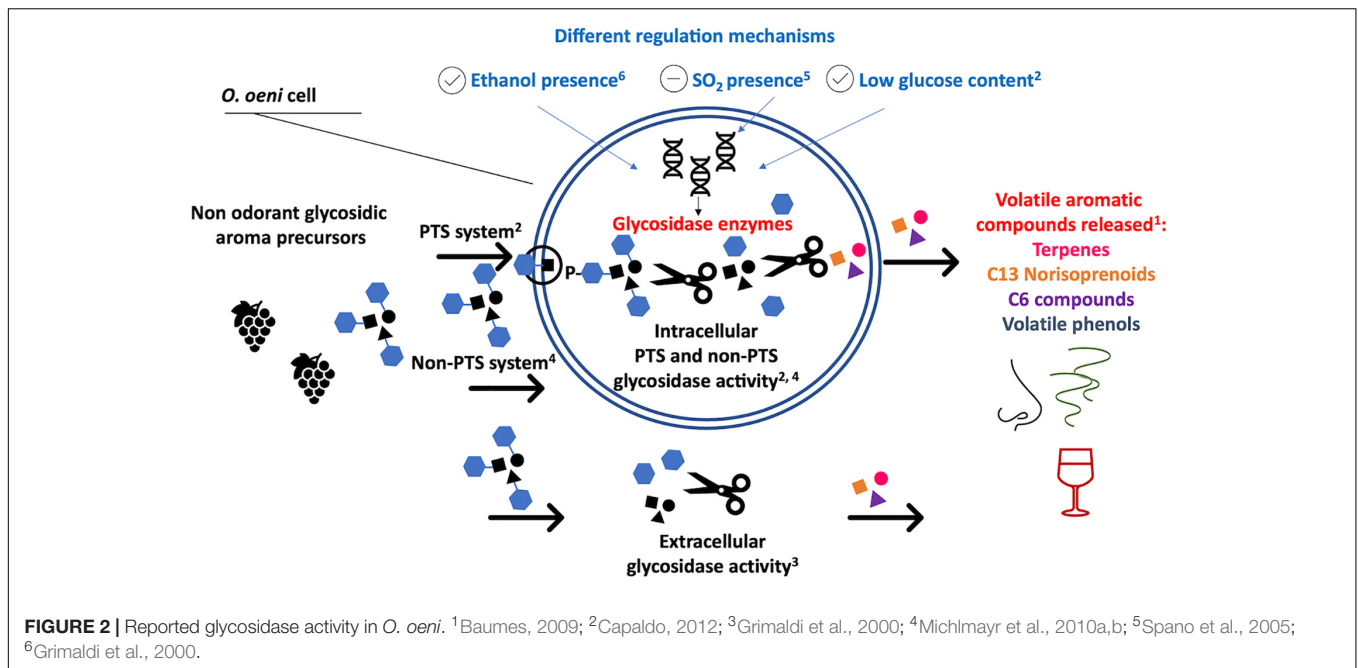 Different regulation mechanisms
Ethanol presence⁶
SO₂ presence⁵
Low glucose content²
O. oeni cell
Non odorant glycosidic
aroma precursors
PTS system²
Non-PTS system⁴
Glycosidase enzymes
P-
Intracellular
PTS and non-PTS
glycosidase activity²,⁴
Extracellular
glycosidase activity³
Volatile aromatic
compounds released¹:
Terpenes
C13 Norisoprenoids
C6 compounds
Volatile phenols
FIGURE 2 | Reported glycosidase activity in O. oeni. ¹Baumes, 2009; ²Capaldo, 2012; ³Grimaldi et al., 2000; ⁴Michlmayr et al., 2010a,b; ⁵Spano et al., 2005;
⁶Grimaldi et al., 2000.